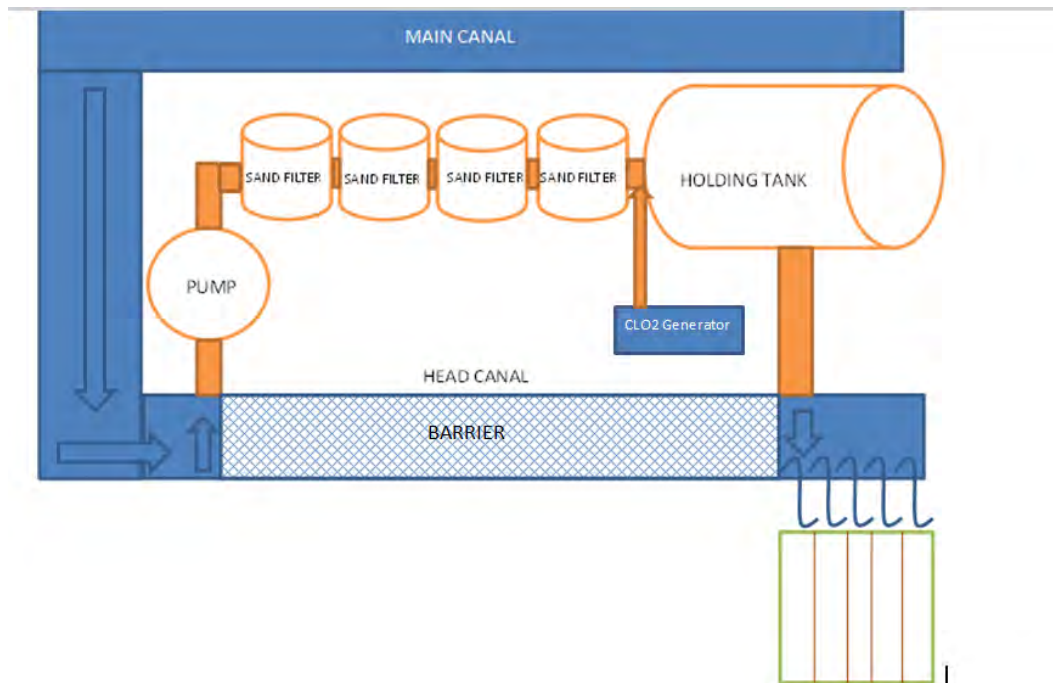 MAIN CANAL
SAND FILTER
SAND FILTER
SAND FILTER
SAND FILTER
HOLDING TANK
PUMP
CLO2 Generator
HEAD CANAL
BARRIER